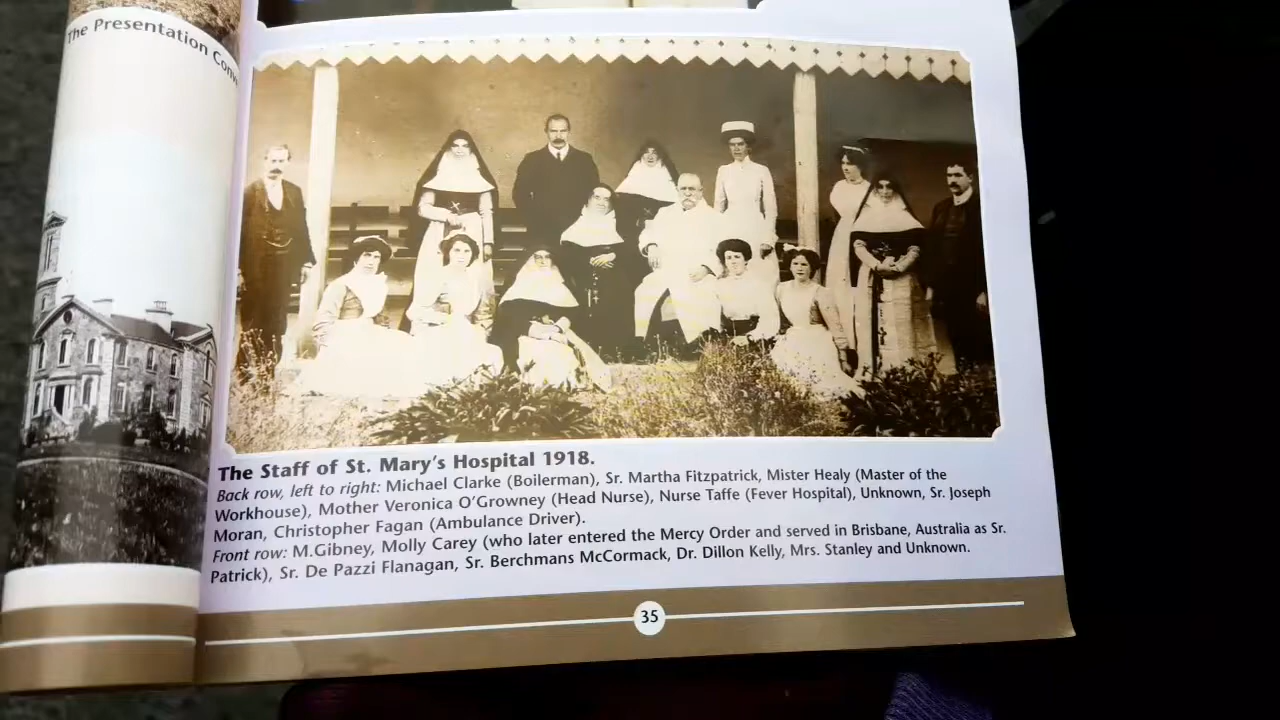 The Presentation
The Staff of St. Mary's Hospital 1918.
Back row, left to right: Michael Clarke (Boilerman), Sr. Martha Fitzpatrick, Mister Healy (Master of the
Workhouse), Mother Veronica O'Growney (Head Nurse), Nurse Taffe (Fever Hospital), Unknown, Sr. Joseph
Moran, Christopher Fagan (Ambulance Driver).
Front row: M.Gibney, Molly Carey (who later entered the Mercy Order and served in Brisbane, Australia as Sr.
Patrick), Sr. De Pazzi Flanagan, Sr. Berchmans McCormack, Dr. Dillon Kelly, Mrs. Stanley and Unknown.
35